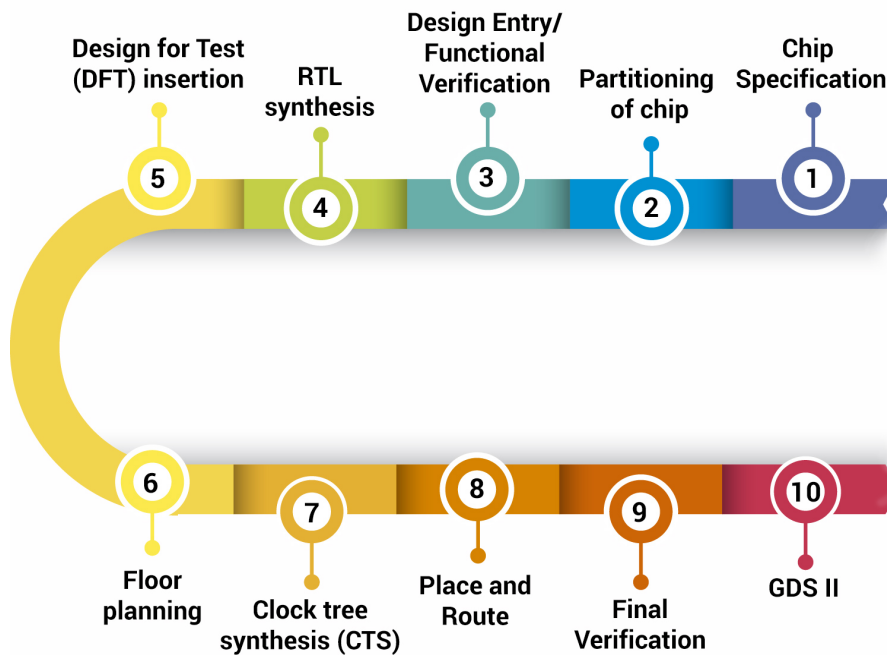 Chip
Specification
1
Partitioning
of chip
2
Design Entry/
Functional
Verification
3
RTL
synthesis
4
Design for Test
(DFT) insertion
5
6
Floor
planning
7
Clock tree
synthesis (CTS)
8
Place and
Route
9
Final
Verification
10
GDS II